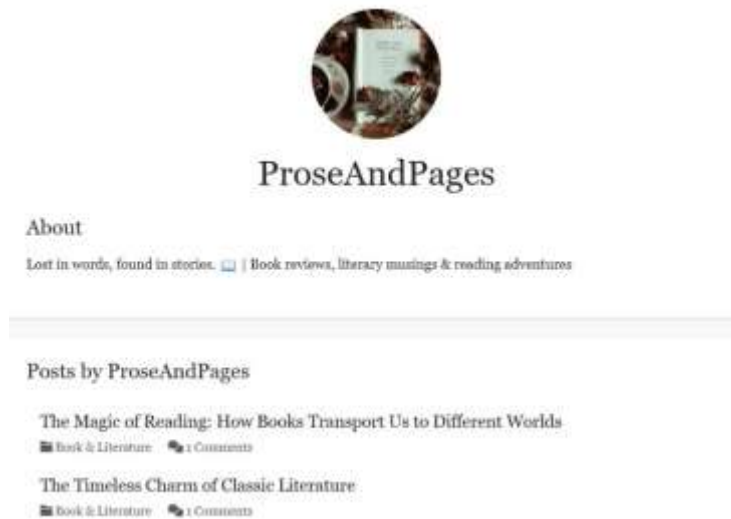 ProseAndPages
About
Lost in words, found in stories. 📖 | Book reviews, literary musings & reading adventures
Posts by ProseAndPages
The Magic of Reading: How Books Transport Us to Different Worlds
Book & Literature 1 Comments
The Timeless Charm of Classic Literature
Book & Literature 1 Comments